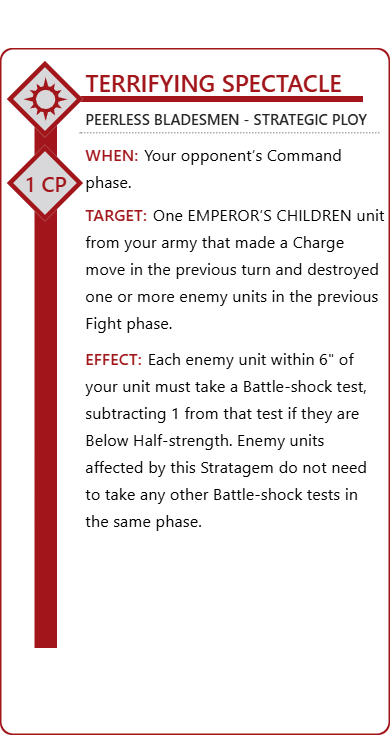 TERRIFYING SPECTACLE
PEERLESS BLADESMEN - STRATEGIC PLOY
1 CP
WHEN: Your opponent’s Command
phase.
TARGET: One EMPEROR’S CHILDREN unit
from your army that made a Charge
move in the previous turn and destroyed
one or more enemy units in the previous
Fight phase.
EFFECT: Each enemy unit within 6" of
your unit must take a Battle-shock test,
subtracting 1 from that test if they are
Below Half-strength. Enemy units
affected by this Stratagem do not need
to take any other Battle-shock tests in
the same phase.